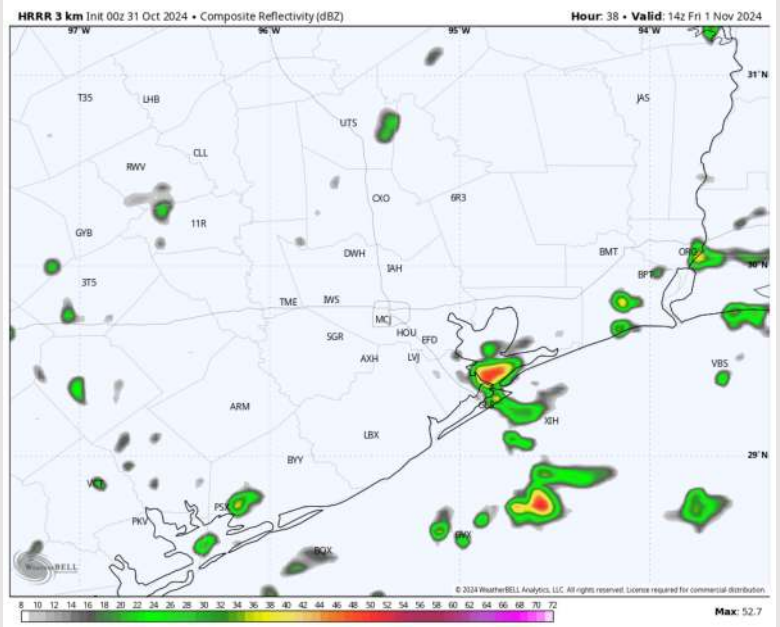 HRRR 3 km Init 00z 31 Oct 2024 • Composite Reflectivity (dBZ)
Hour: 38 • Valid: 14z Fri 1 Nov 2024
97°W 96°W 95°W 94°W
31°N
T35 LHB JAS
UTS
CLL
RWV
CXO 6R3
11R
GYB
DWH BMT ORG
IAH 30°N
BPT
3T5
TME IWS
MCJ
HOU
SGR EFD
AXH LVJ
VBS
ARM
GLS
XIH
LBX
BYY 29°N
VCT
PSX
PKV
GVX
BQX
WeatherBELL
© 2024 WeatherBELL Analytics, LLC. All rights reserved. License required for commercial distribution.
8 10 12 14 16 18 20 22 24 26 28 30 32 34 36 38 40 42 44 46 48 50 52 54 56 58 60 62 64 66 68 70 72
Max: 52.7